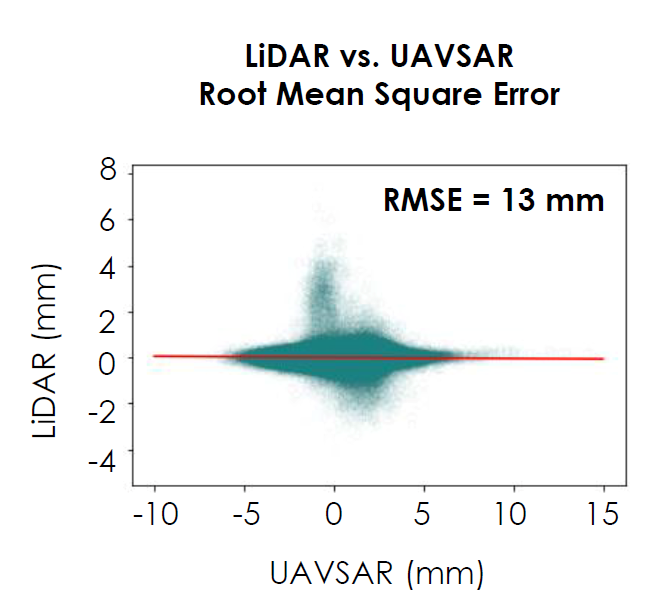 LiDAR vs. UAVSAR
Root Mean Square Error
RMSE = 13 mm
8
6
4
2
0
-2
-4
LiDAR (mm)
-10 -5 0 5 10 15
UAVSAR (mm)